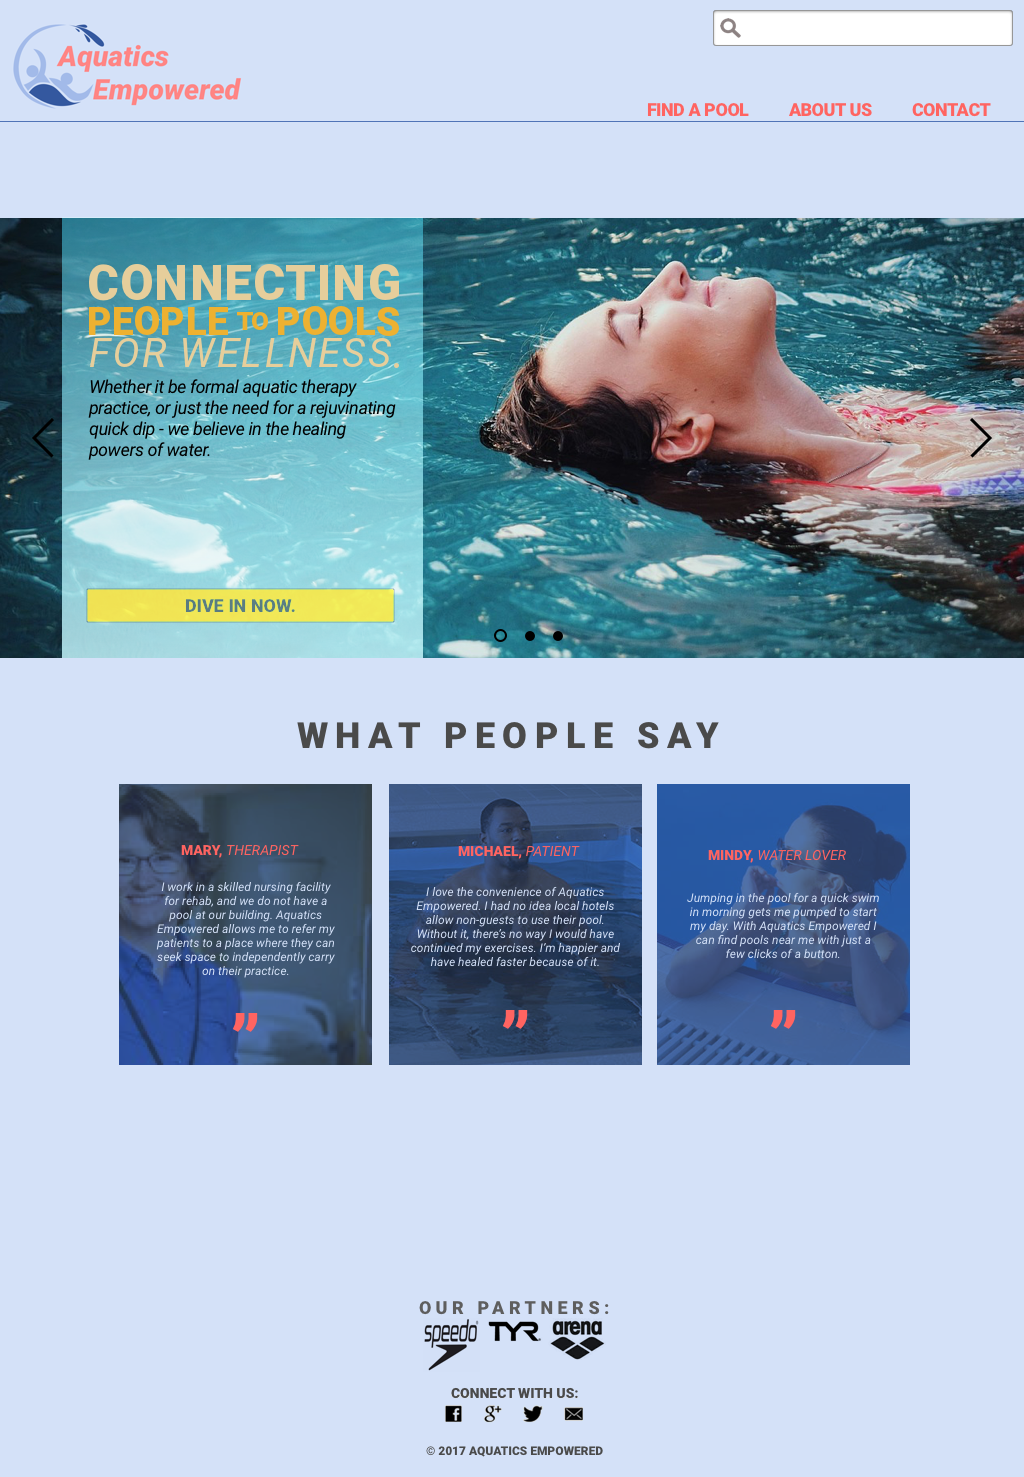 Aquatics
Empowered
FIND A POOL ABOUT US CONTACT
CONNECTING
PEOPLE TO POOLS
FOR WELLNESS.
Whether it be formal aquatic therapy
practice, or just the need for a rejuvinating
quick dip - we believe in the healing
powers of water.
DIVE IN NOW.
WHAT PEOPLE SAY
MARY, THERAPIST
I work in a skilled nursing facility
for rehab, and we do not have a
pool at our building. Aquatics
Empowered allows me to refer my
patients to a place where they can
seek space to independently carry
on their practice.
”
MICHAEL, PATIENT
I love the convenience of Aquatics
Empowered. I had no idea local hotels
allow non-guests to use their pool.
Without it, there's no way I would have
continued my exercises. I'm happier and
have healed faster because of it.
”
MINDY, WATER LOVER
Jumping in the pool for a quick swim
in morning gets me pumped to start
my day. With Aquatics Empowered I
can find pools near me with just a
few clicks of a button.
”
OUR PARTNERS:
speedo TYR arena
CONNECT WITH US:
© 2017 AQUATICS EMPOWERED